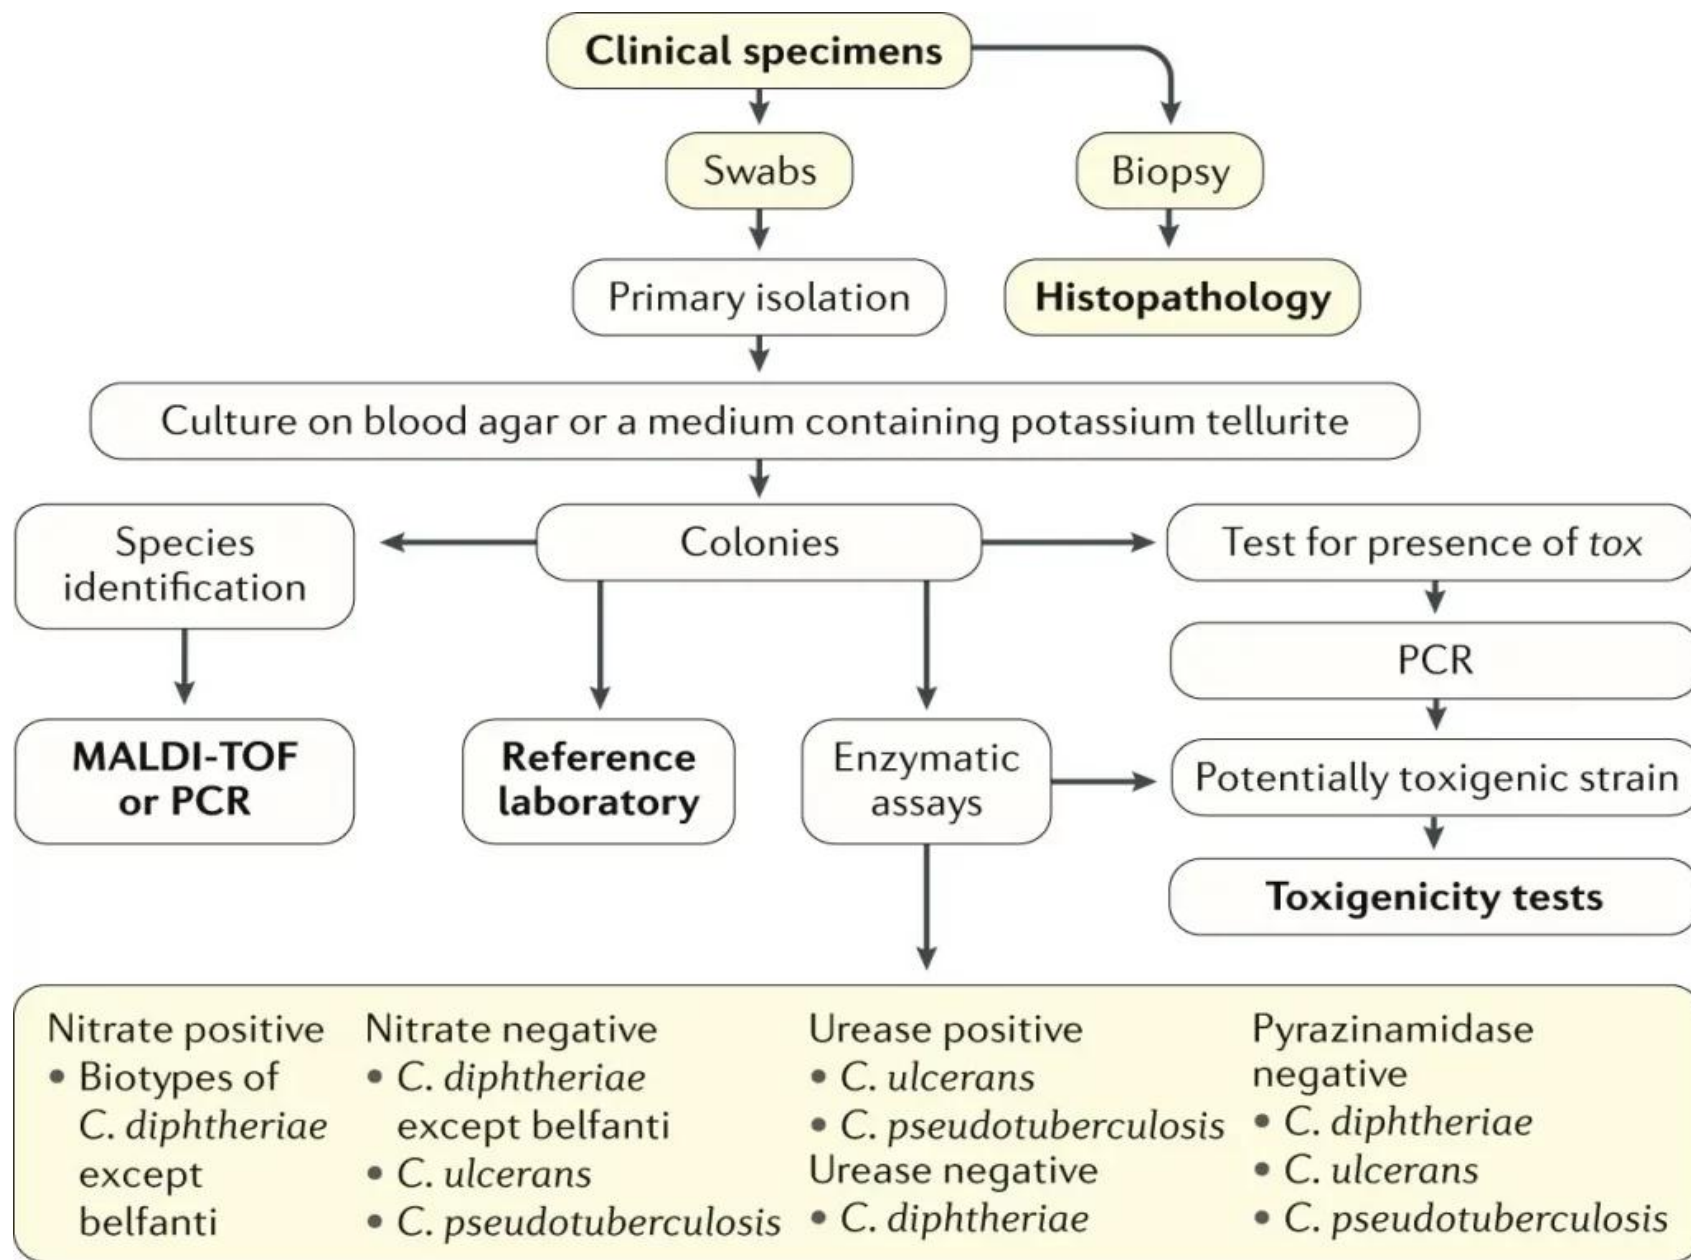 Clinical specimens
Swabs
Biopsy
Primary isolation
Histopathology
Culture on blood agar or a medium containing potassium tellurite
Species
identification
Colonies
Test for presence of tox
PCR
MALDI-TOF
or PCR
Reference
laboratory
Enzymatic
assays
Potentially toxigenic strain
Toxigenicity tests
Nitrate positive
• Biotypes of
C. diphtheriae
except
belfanti
Nitrate negative
• C. diphtheriae
except belfanti
• C. ulcerans
• C. pseudotuberculosis
Urease positive
• C. ulcerans
• C. pseudotuberculosis
Urease negative
• C. diphtheriae
Pyrazinamidase
negative
• C. diphtheriae
• C. ulcerans
• C. pseudotuberculosis